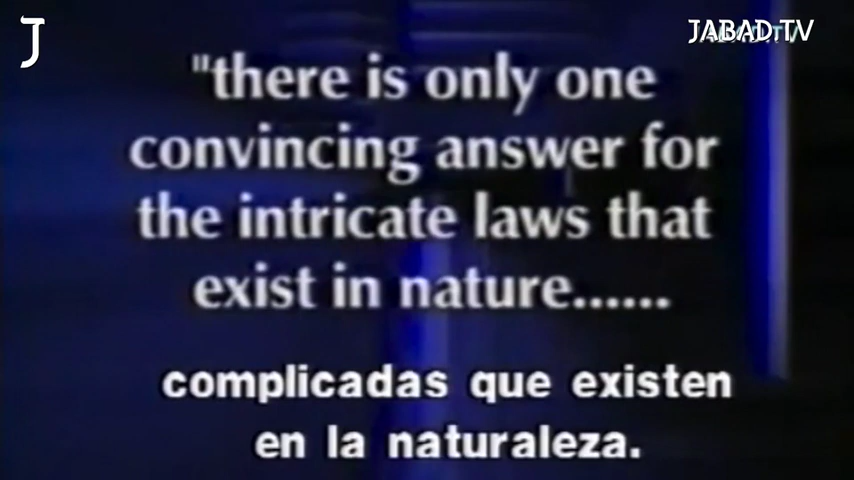 J
JABAD.TV
"there is only one
convincing answer for
the intricate laws that
exist in nature......
complicadas que existen
en la naturaleza.